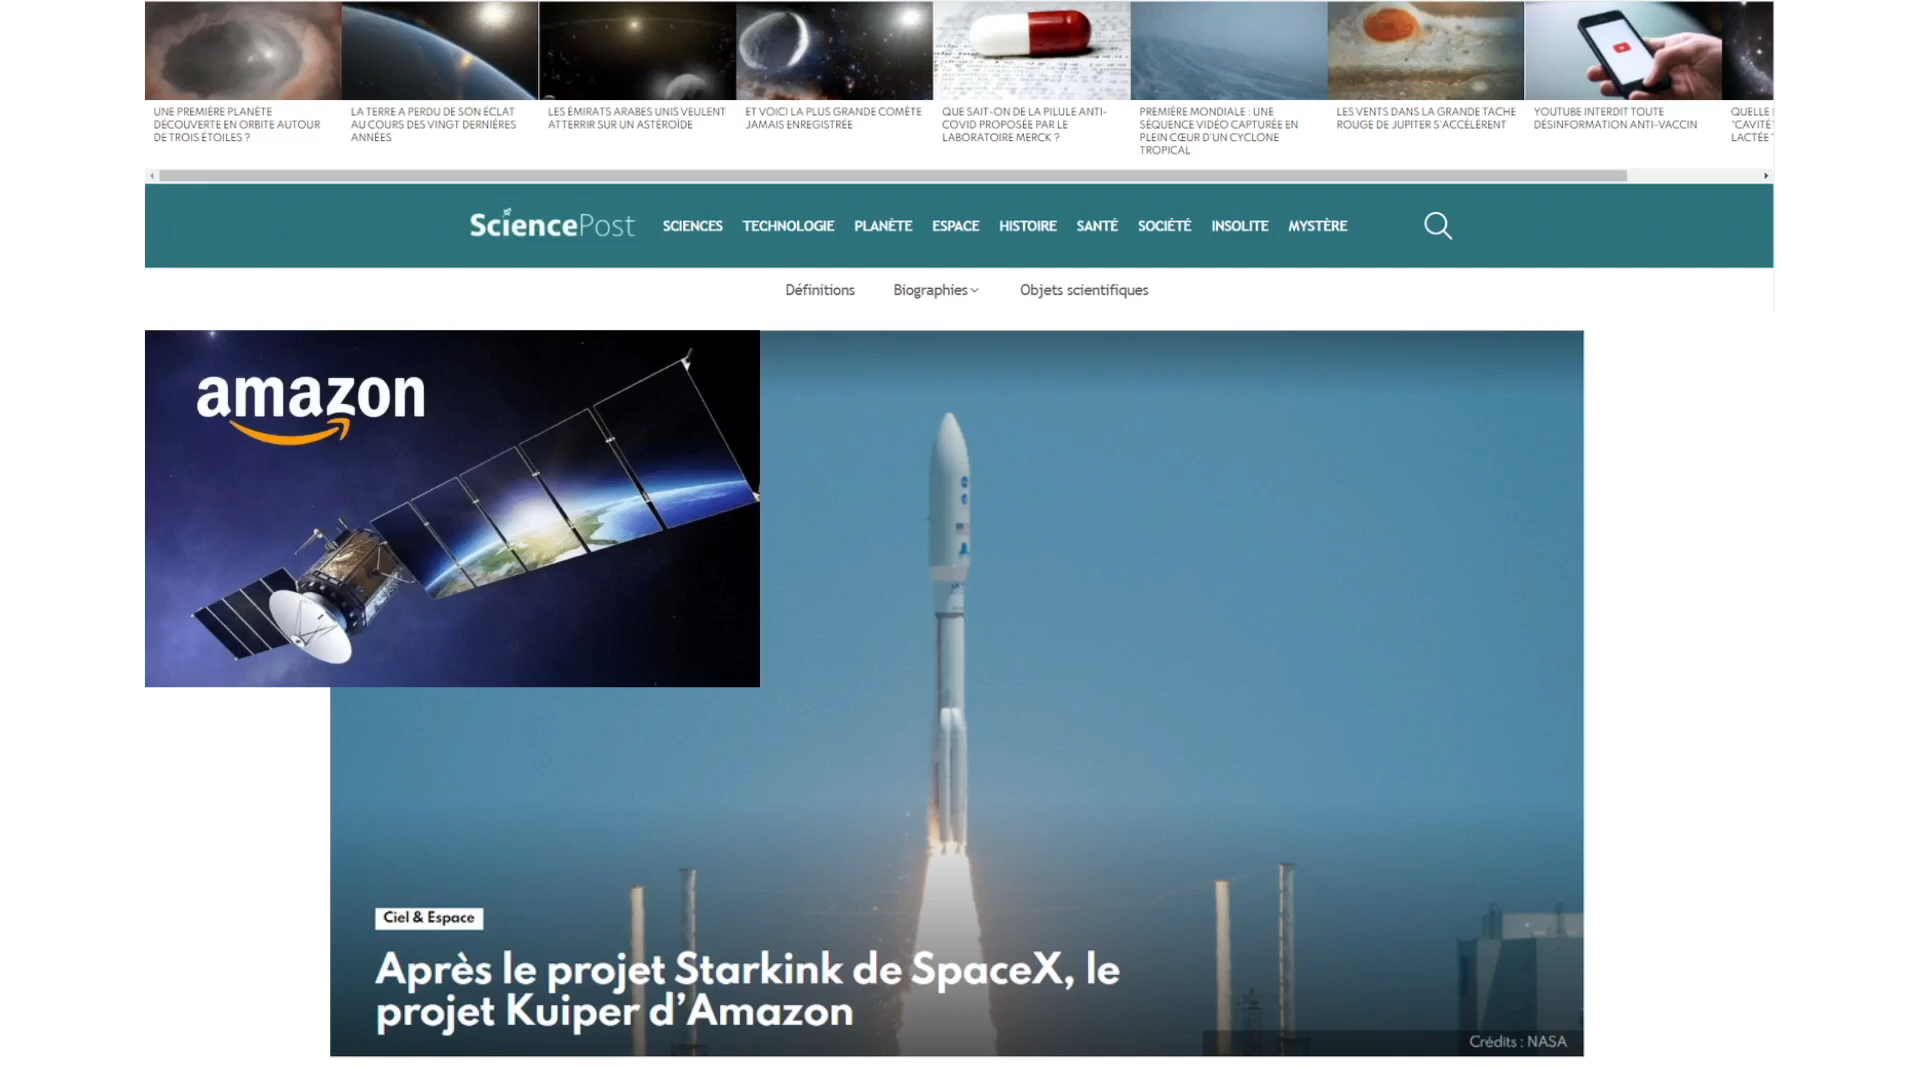 UNE PREMIÈRE PLANÈTE
DÉCOUVERTE EN ORBITE AUTOUR
DE TROIS ÉTOILES ?
LA TERRE A PERDU DE SON ÉCLAT
AU COURS DES VINGT DERNIÈRES
ANNÉES
LES ÉMIRATS ARABES UNIS VEULENT
ATTERRIR SUR UN ASTÉROÏDE
ET VOICI LA PLUS GRANDE COMÈTE
JAMAIS ENREGISTRÉE
QUE SAIT-ON DE LA PILULE ANTI-
COVID PROPOSÉE PAR LE
LABORATOIRE MERCK ?
PREMIÈRE MONDIALE : UNE
SÉQUENCE VIDÉO CAPTURÉE EN
PLEIN CŒUR D'UN CYCLONE
TROPICAL
LES VENTS DANS LA GRANDE TACHE
ROUGE DE JUPITER S'ACCÉLÈRENT
YOUTUBE INTERDIT TOUTE
DÉSINFORMATION ANTI-VACCIN
QUELLE
"CAVITÉ
LACTÉE
SciencePost SCIENCES TECHNOLOGIE PLANÈTE ESPACE HISTOIRE SANTÉ SOCIÉTÉ INSOLITE MYSTÈRE
Définitions Biographies Objets scientifiques
amazon
Ciel & Espace
Après le projet Starkink de SpaceX, le
projet Kuiper d'Amazon
Crédits : NASA